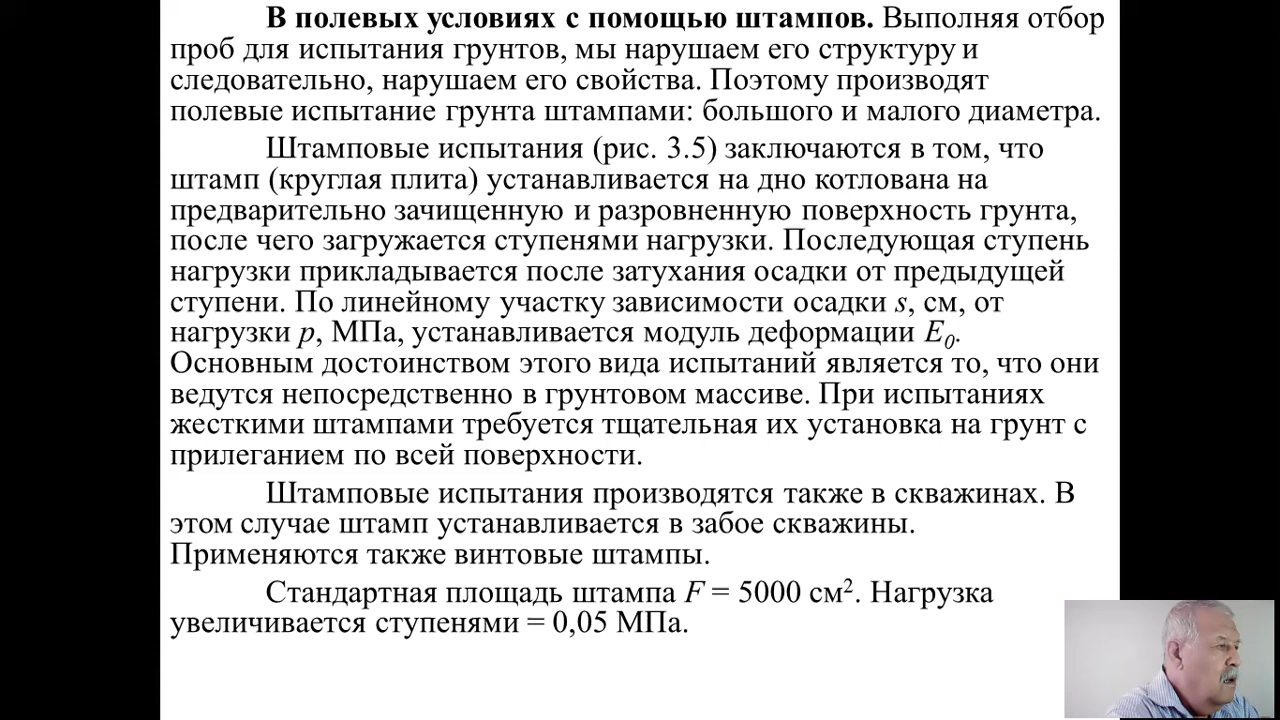 В полевых условиях с помощью штампов. Выполняя отбор
проб для испытания грунтов, мы нарушаем его структуру и
следовательно, нарушаем его свойства. Поэтому производят
полевые испытание грунта штампами: большого и малого диаметра.
Штамповые испытания (рис. 3.5) заключаются в том, что
штамп (круглая плита) устанавливается на дно котлована на
предварительно зачищенную и разровненную поверхность грунта,
после чего загружается ступенями нагрузки. Последующая ступень
нагрузки прикладывается после затухания осадки от предыдущей
ступени. По линейному участку зависимости осадки s, см, от
нагрузки p, МПа, устанавливается модуль деформации E₀.
Основным достоинством этого вида испытаний является то, что они
ведутся непосредственно в грунтовом массиве. При испытаниях
жесткими штампами требуется тщательная их установка на грунт с
прилеганием по всей поверхности.
Штамповые испытания производятся также в скважинах. В
этом случае штамп устанавливается в забое скважины.
Применяются также винтовые штампы.
Стандартная площадь штампа F = 5000 см². Нагрузка
увеличивается ступенями = 0,05 МПа.